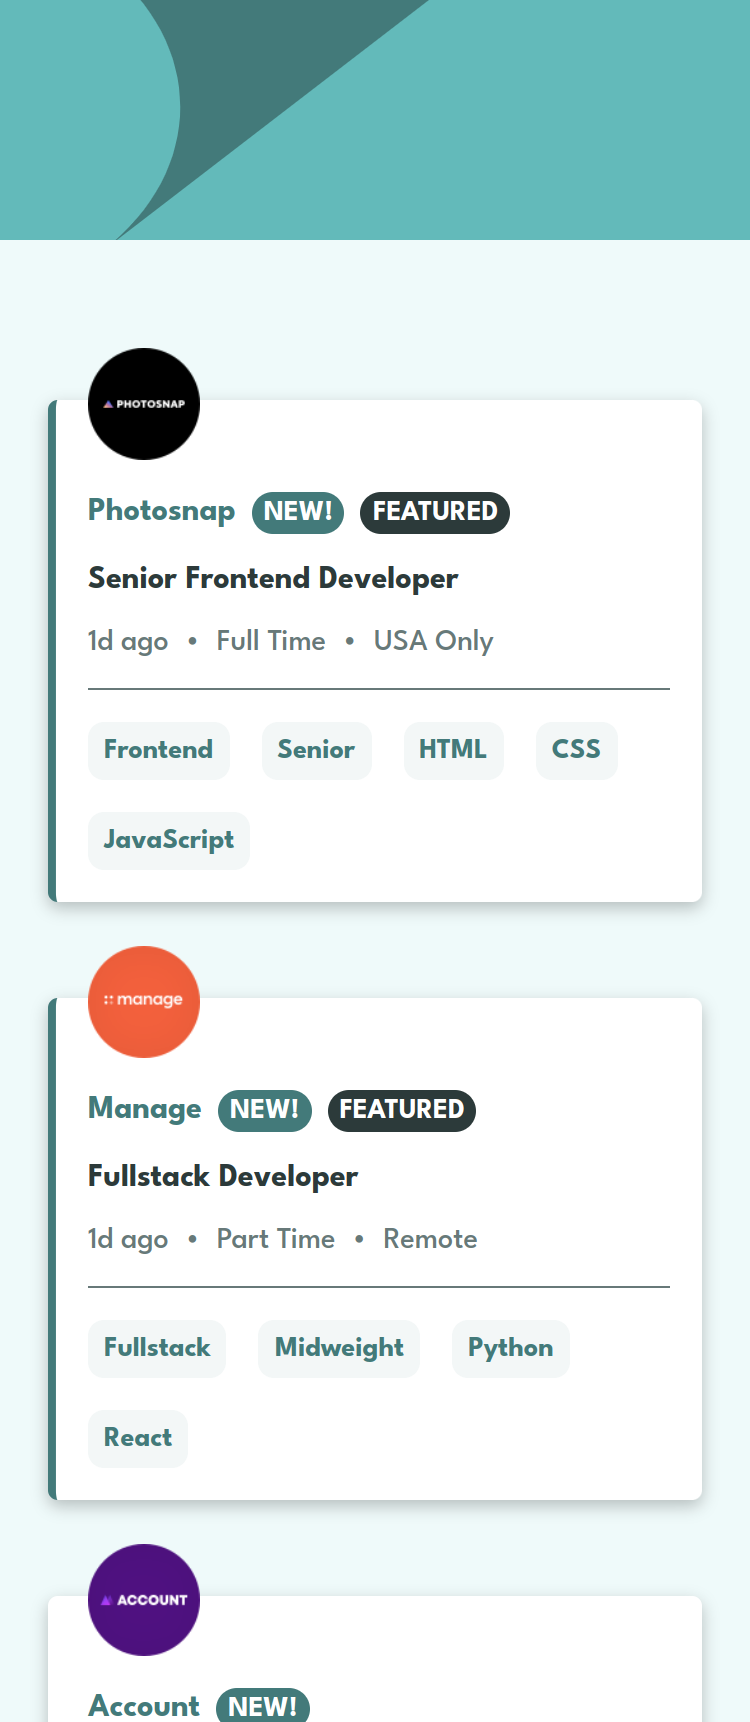 PHOTOSNAP
Photosnap NEW! FEATURED
Senior Frontend Developer
1d ago • Full Time • USA Only
Frontend Senior HTML CSS
JavaScript
manage
Manage NEW! FEATURED
Fullstack Developer
1d ago • Part Time • Remote
Fullstack Midweight Python
React
ACCOUNT
Account NEW!